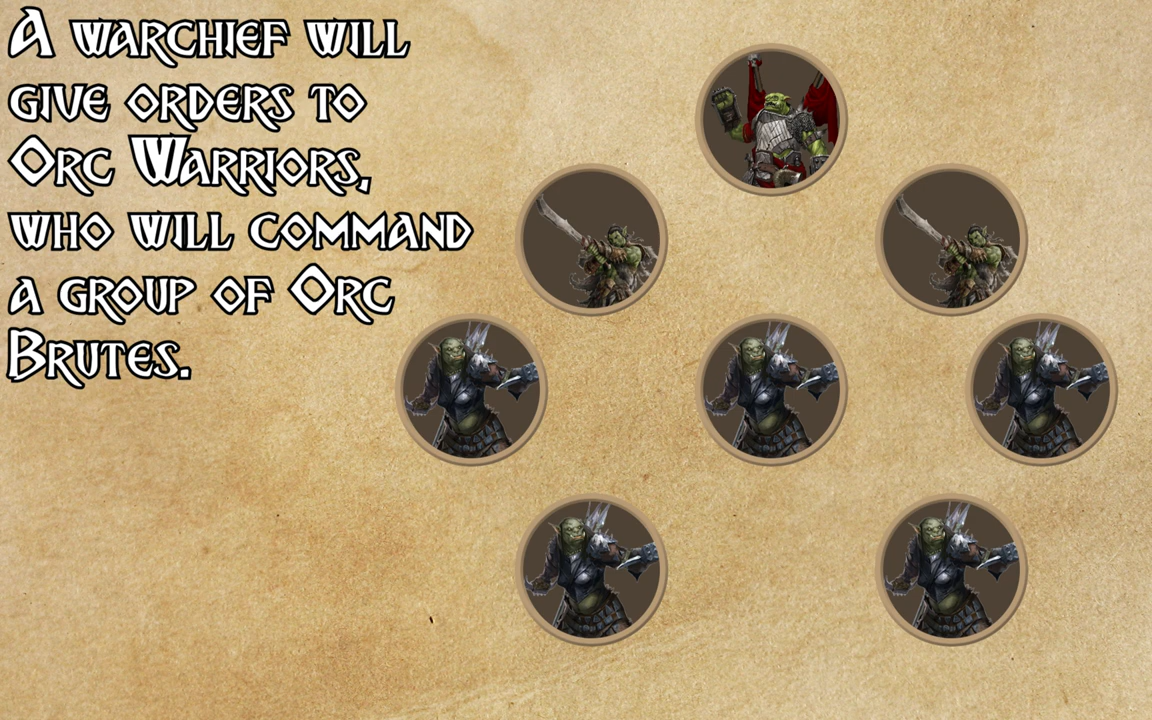 A warchief will
give orders to
Orc Warriors,
who will command
a group of Orc
Brutes.